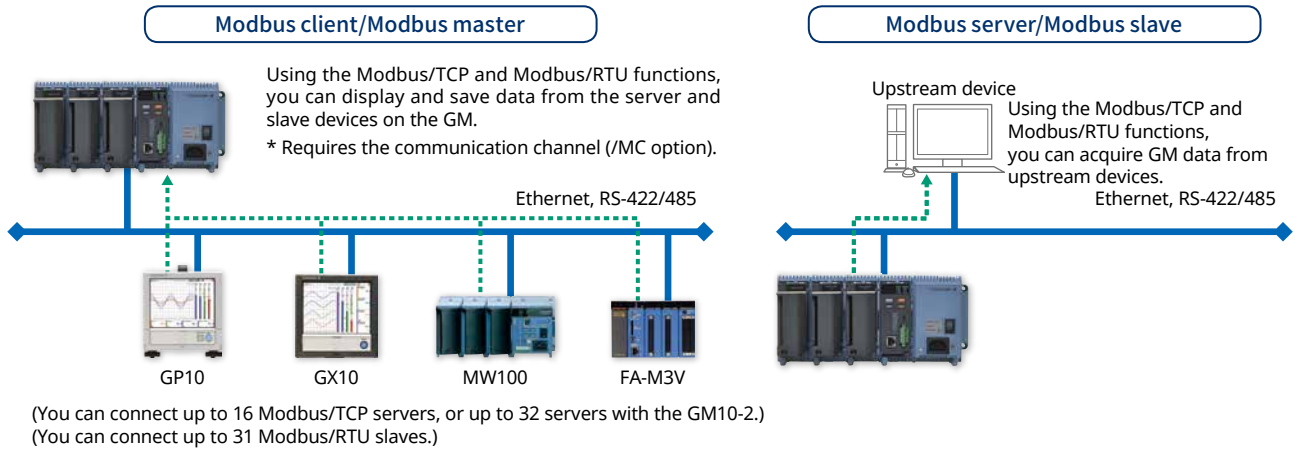 Modbus client/Modbus master
Using the Modbus/TCP and Modbus/RTU functions,
you can display and save data from the server and
slave devices on the GM.
* Requires the communication channel (/MC option).
Ethernet, RS-422/485
GP10
GX10
MW100
FA-M3V
(You can connect up to 16 Modbus/TCP servers, or up to 32 servers with the GM10-2.)
(You can connect up to 31 Modbus/RTU slaves.)
Modbus server/Modbus slave
Upstream device
Using the Modbus/TCP and
Modbus/RTU functions,
you can acquire GM data from
upstream devices.
Ethernet, RS-422/485